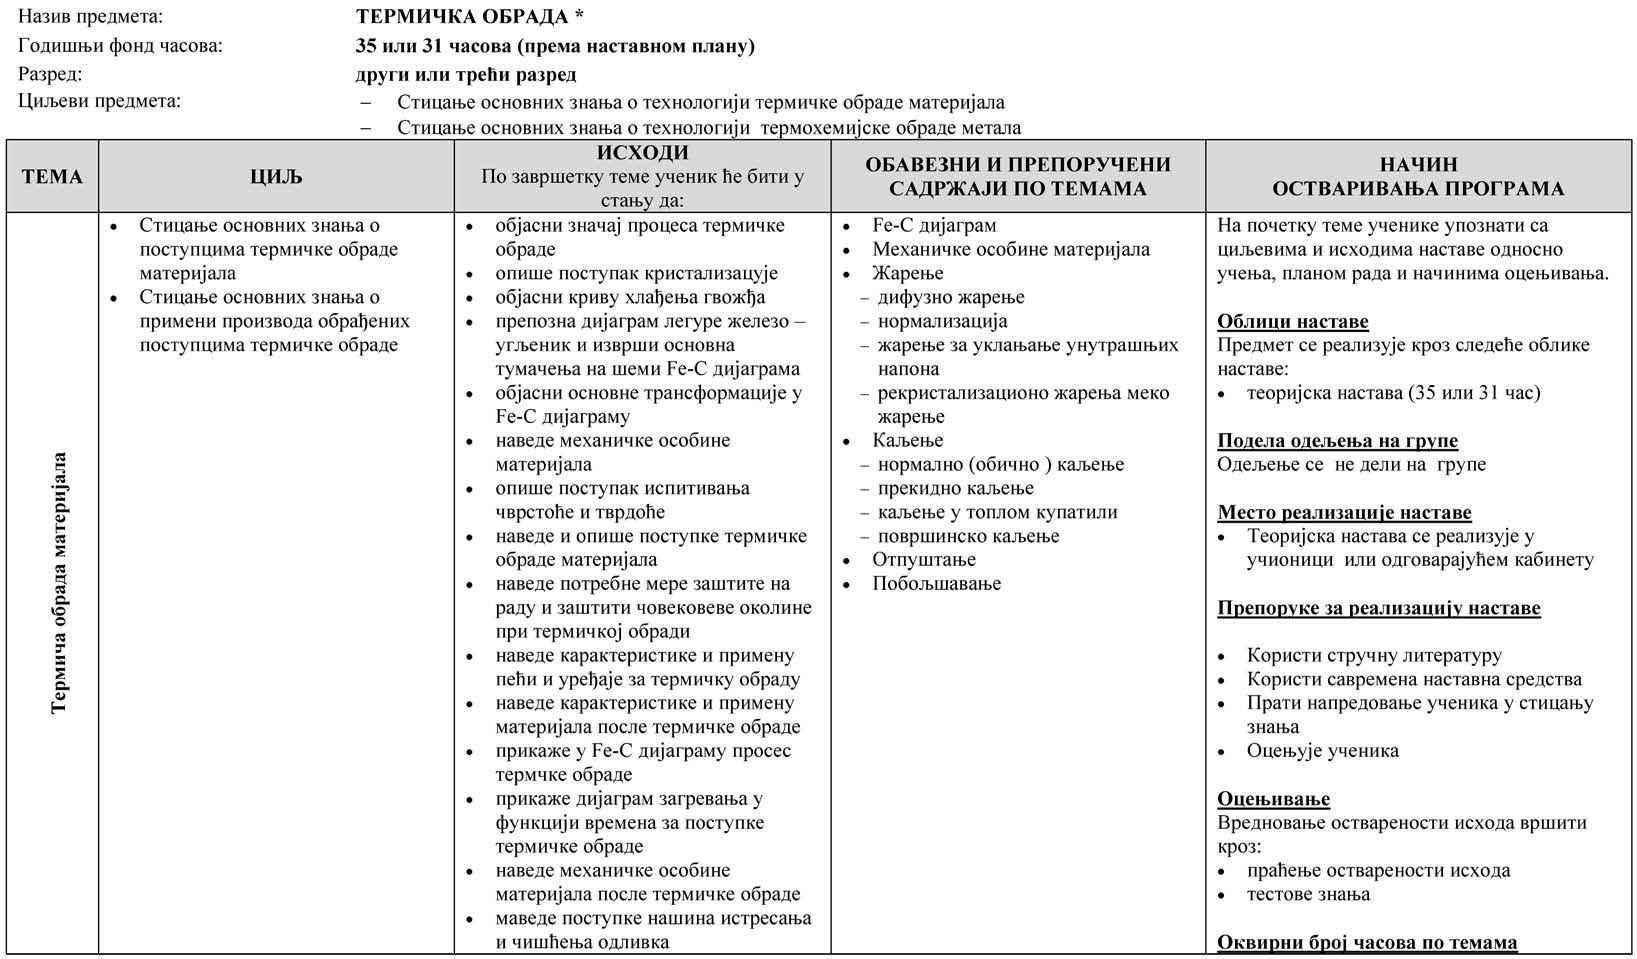 Назив предмета: ТЕРМИЧКА ОБРАДА *
Годишњи фонд часова: 35 или 31 часова (према наставном плану)
Разред: други или трећи разред
Циљеви предмета: – Стицање основних знања о технологији термичке обраде материјала
– Стицање основних знања о технологији термохемијске обраде метала
ТЕМА
ЦИЉ
ИСХОДИ
По завршетку теме ученик ће бити у
стању да:
ОБАВЕЗНИ И ПРЕПОРУЧЕНИ
САДРЖАЈИ ПО ТЕМАМА
НАЧИН
ОСТВАРИВАЊА ПРОГРАМА
Термича обрада материјала
• Стицање основних знања о
поступцима термичке обраде
материјала
• Стицање основних знања о
примени производа обрађених
поступцима термичке обраде
• објасни значај процеса термичке
обраде
• опише поступак кристализације
• објасни криву хлађења гвожђа
• препозна дијаграм легуре железо –
угљеник и изврши основна
тумачења на шеми Fe-C дијаграма
• објасни основне трансформације у
Fe-C дијаграму
• наведе механичке особине
материјала
• опише поступак испитивања
чврстоће и тврдоће
• наведе и опише поступке термичке
обраде материјала
• наведе потребне мере заштите на
раду и заштити човековеве околине
при термичкој обради
• наведе карактеристике и примену
пећи и уређаје за термичку обраду
• наведе карактеристике и примену
материјала после термичке обраде
• прикаже у Fe-C дијаграму просес
термчке обраде
• прикаже дијаграм загревања у
функцији времена за поступке
термичке обраде
• наведе механичке особине
материјала после термичке обраде
• маведе поступке нашина истресања
и чишћења одливка
• Fe-C дијаграм
• Механичке особине материјала
• Жарење
– дифузно жарење
– нормализација
– жарење за уклањање унутрашњих
напона
– рекристализационо жарења меко
жарење
• Каљење
– нормално (обично ) каљење
– прекидно каљење
– каљење у топлом купатили
– површинско каљење
• Отпуштање
• Побољшавање
На почетку теме ученике упознати са
циљевима и исходима наставе односно
учења, планом рада и начинима оцењивања.
Облици наставе
Предмет се реализује кроз следеће облике
наставе:
• теоријска настава (35 или 31 час)
Подела одељења на групе
Одељење се не дели на групе
Место реализације наставе
• Теоријска настава се реализује у
учионици или одговарајућем кабинету
Препоруке за реализацију наставе
• Користи стручну литературу
• Користи савремена наставна средства
• Прати напредовање ученика у стицању
знања
• Оцењује ученика
Оцењивање
Вредновање остварености исхода вршити
кроз:
• праћење остварености исхода
• тестове знања
Оквирни број часова по темама